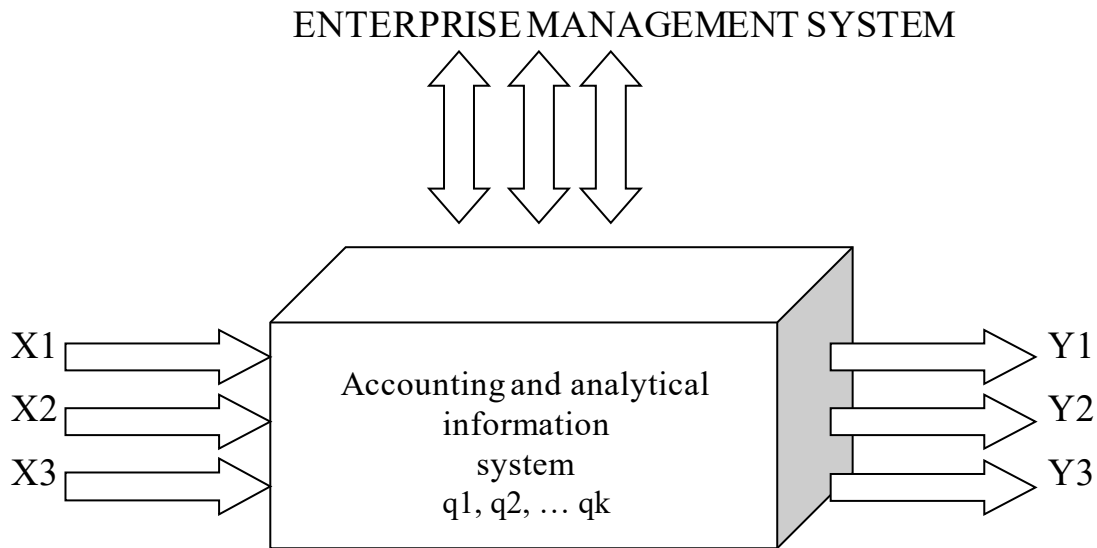 ENTERPRISE MANAGEMENT SYSTEM
X1
X2
X3
Accounting and analytical
information
system
q1, q2, … qk
Y1
Y2
Y3